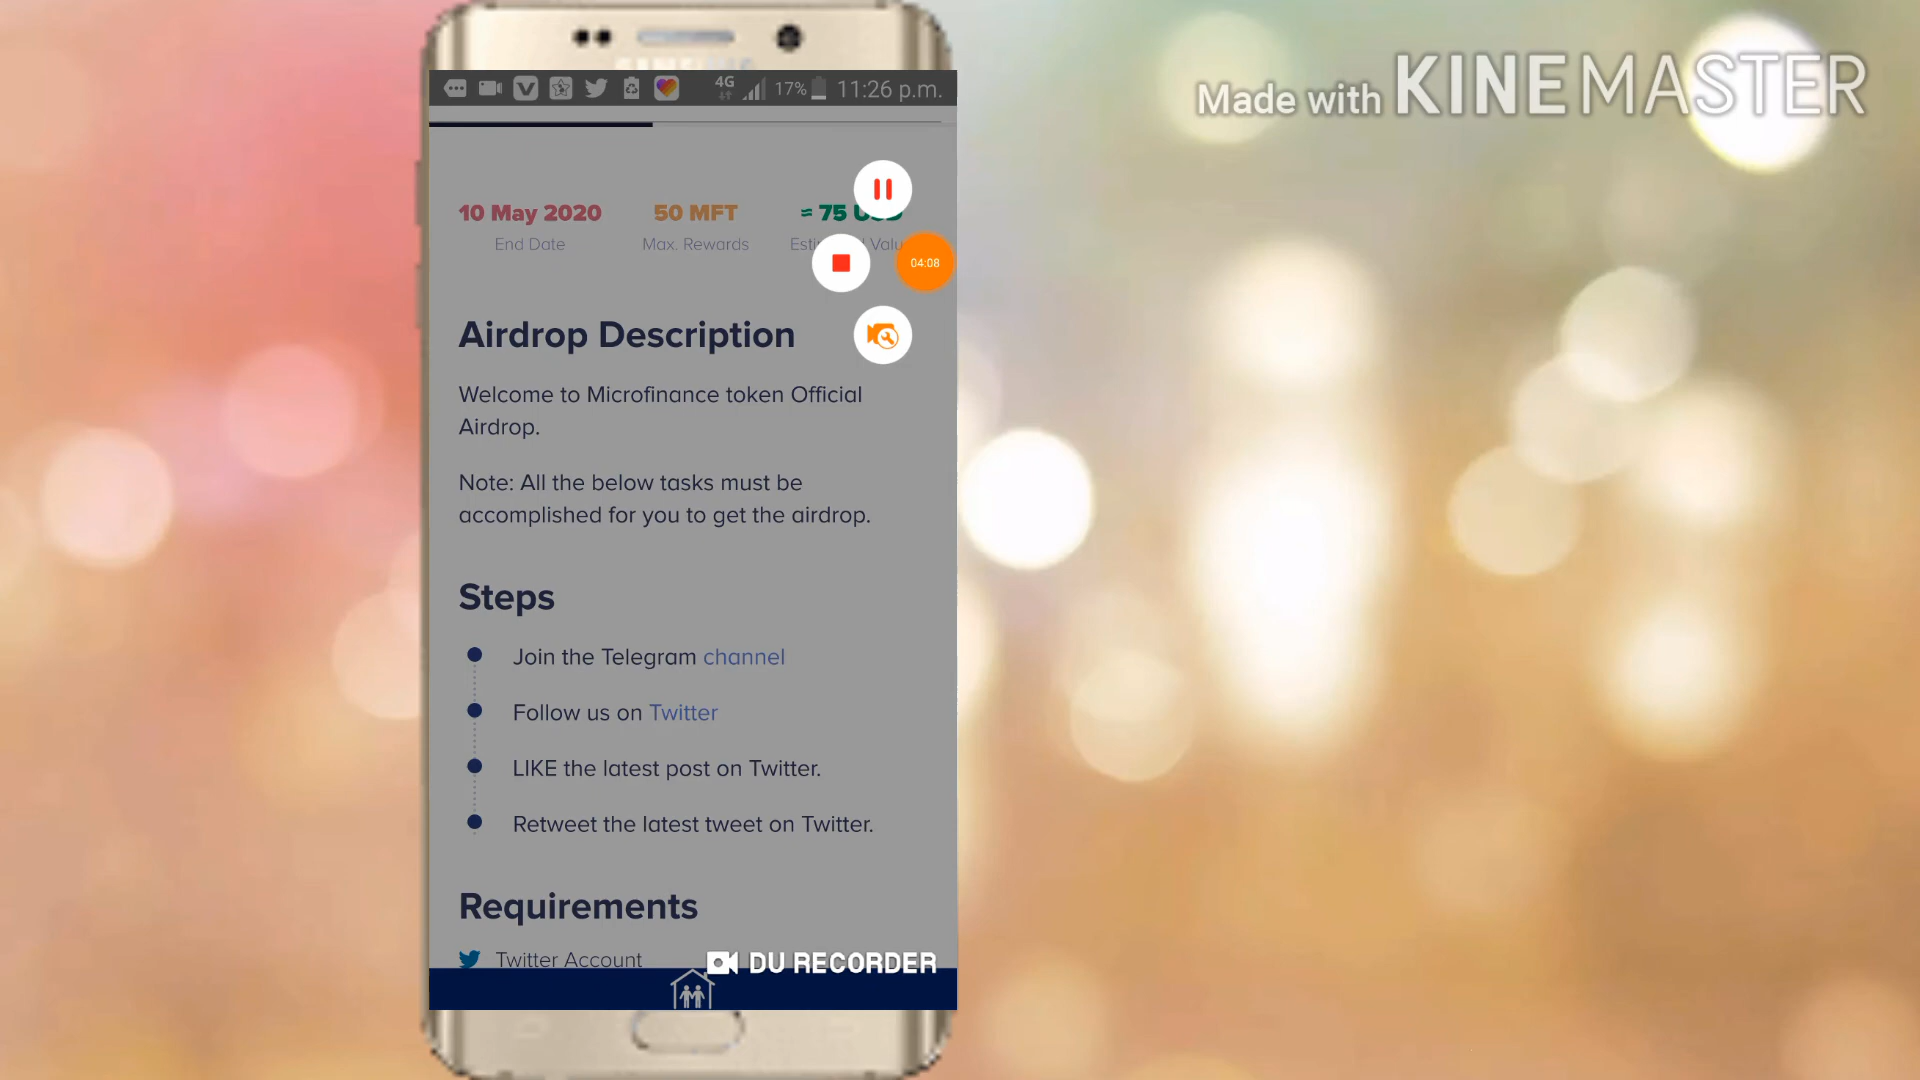 Made with KINEMASTER
4G 17% 11:26 p.m.
10 May 2020 50 MFT ≈ 75
End Date Max. Rewards
04:08
Airdrop Description
Welcome to Microfinance token Official
Airdrop.
Note: All the below tasks must be
accomplished for you to get the airdrop.
Steps
Join the Telegram channel
Follow us on Twitter
LIKE the latest post on Twitter.
Retweet the latest tweet on Twitter.
Requirements
Twitter Account
DU RECORDER